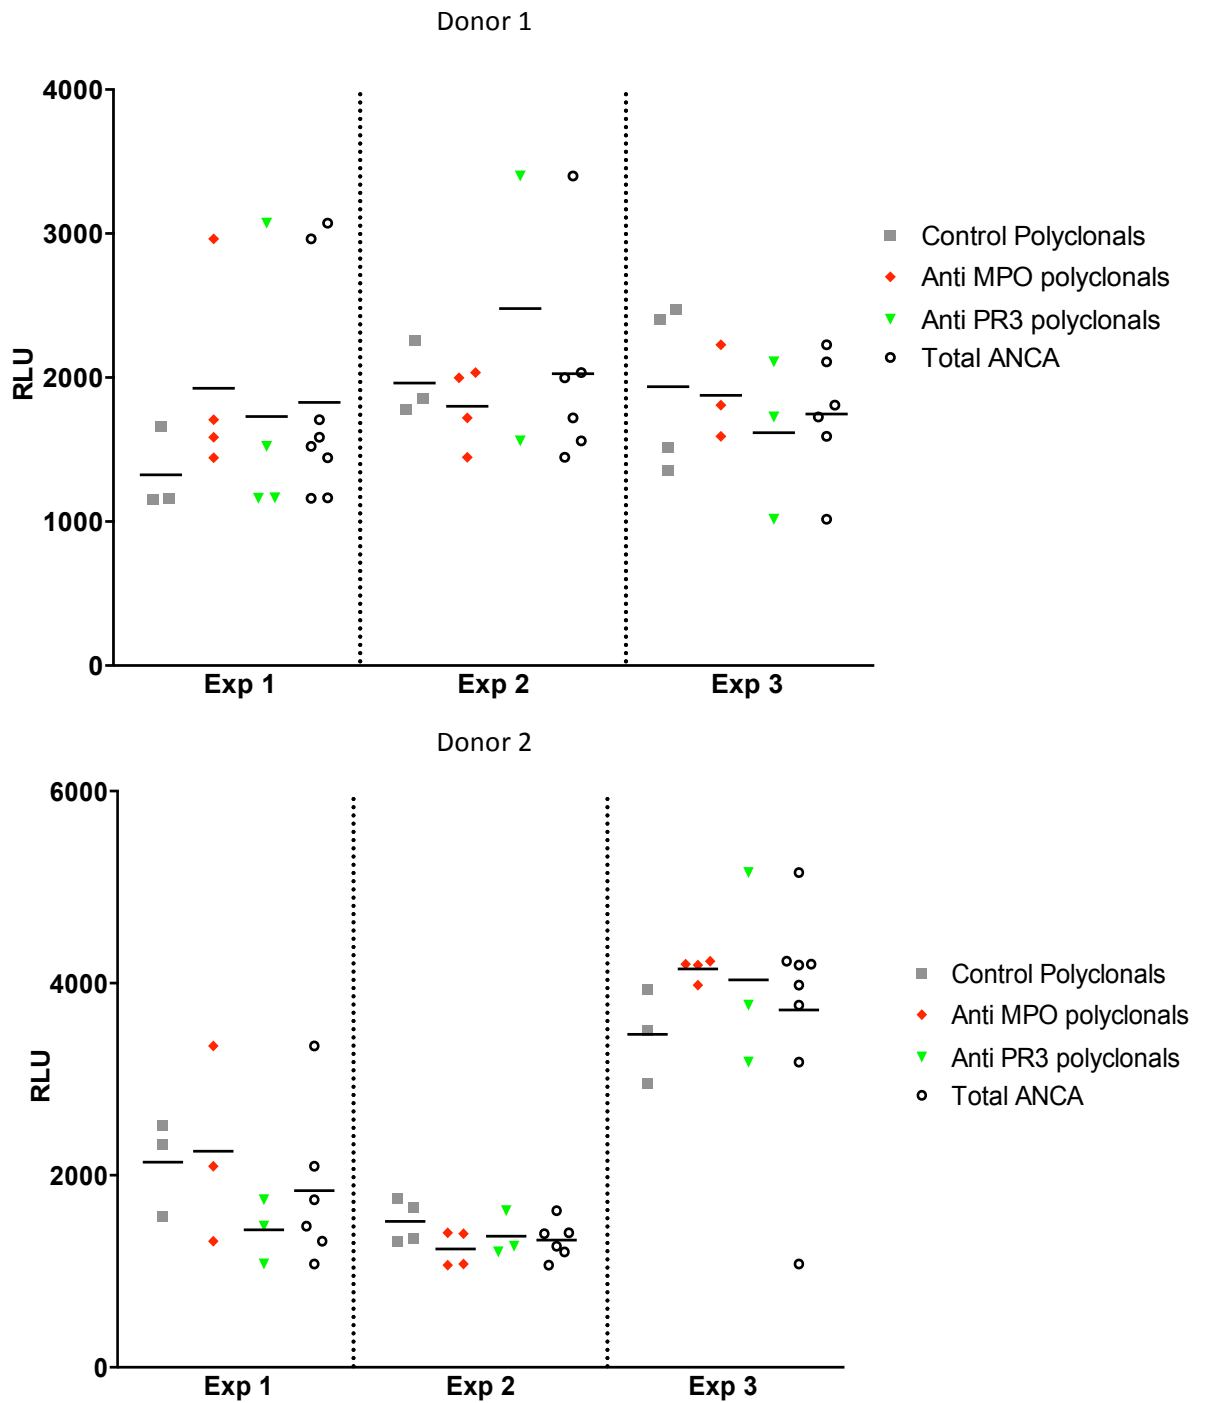 Donor 1
4000
3000
2000
1000
0
RLU
Exp 1
Exp 2
Exp 3
Control Polyclonals
Anti MPO polyclonals
Anti PR3 polyclonals
Total ANCA
Donor 2
6000
4000
2000
0
RLU
Exp 1
Exp 2
Exp 3
Control Polyclonals
Anti MPO polyclonals
Anti PR3 polyclonals
Total ANCA